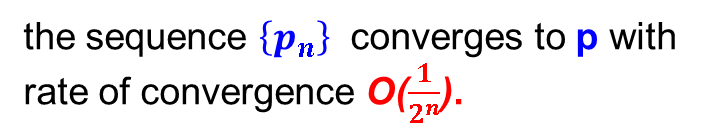 the sequence {pₙ} converges to p with
rate of convergence O(1/2ⁿ).